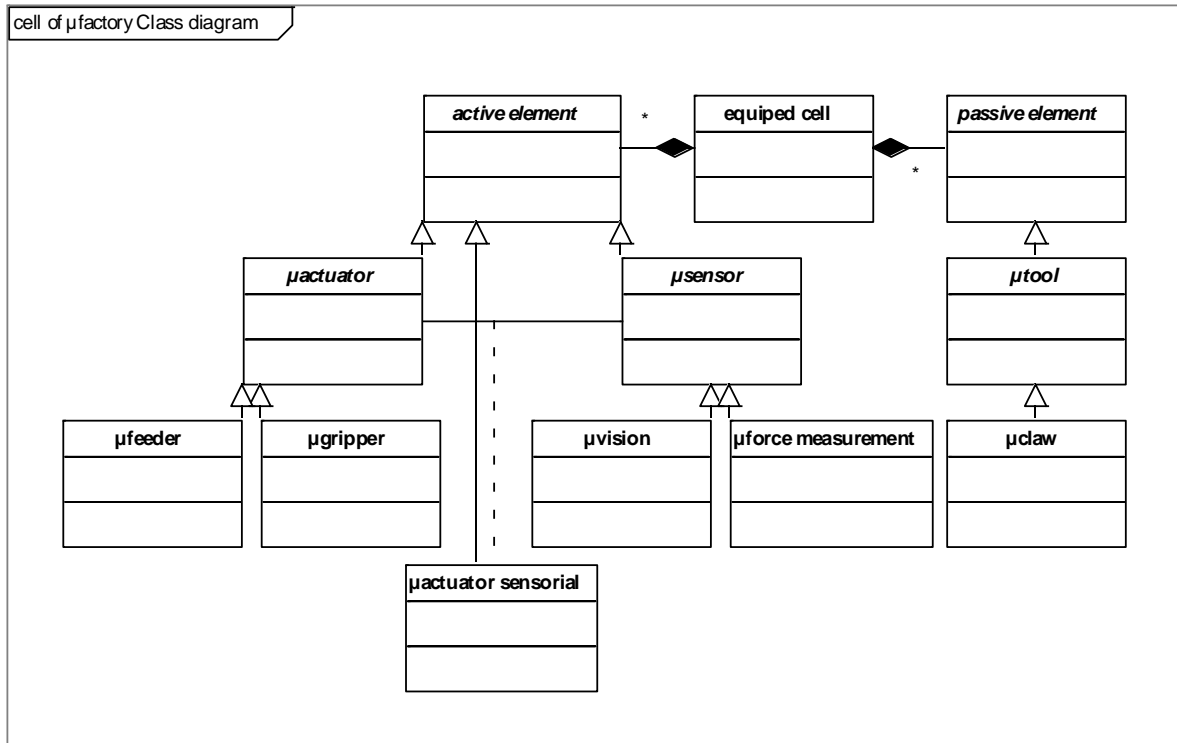 cell of µfactory Class diagram
active element
*
equiped cell
passive element
*
µactuator
µsensor
µtool
µfeeder
µgripper
µvision
µforce measurement
µclaw
µactuator sensorial